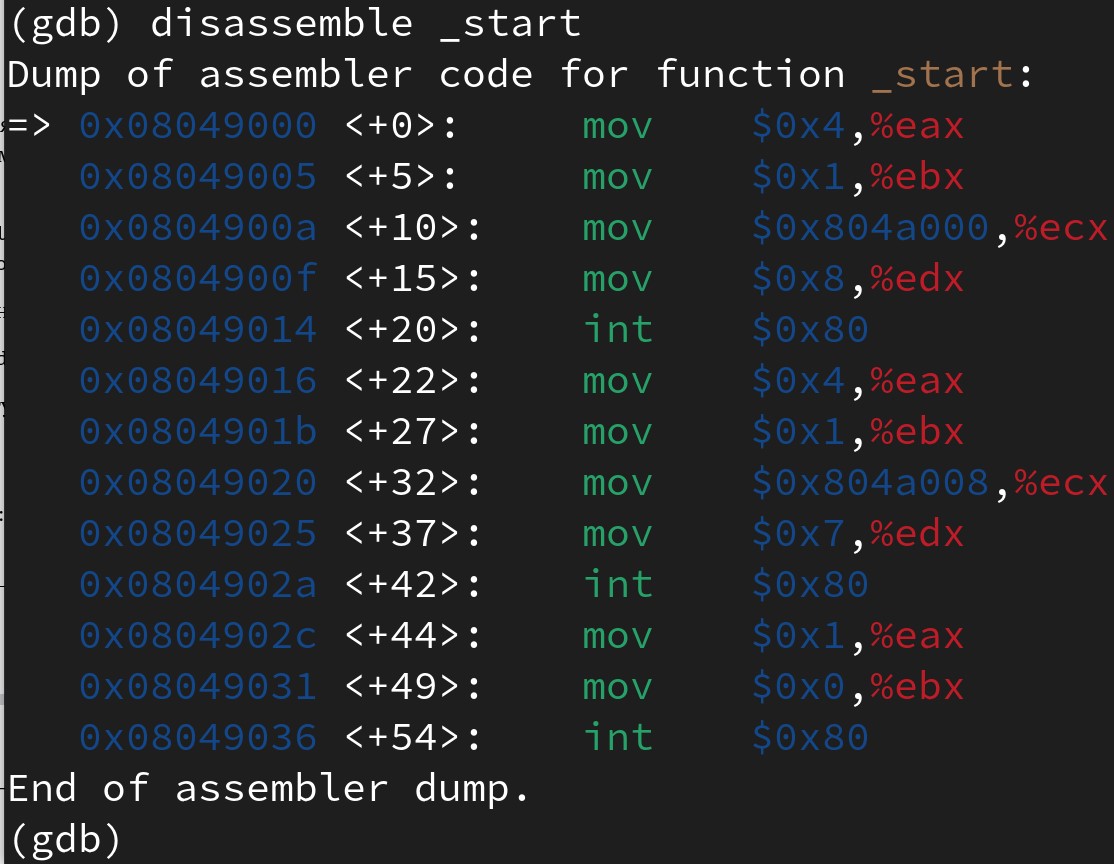 (gdb) disassemble _start
Dump of assembler code for function _start:
=> 0x08049000 <+0>:     mov    $0x4,%eax
   0x08049005 <+5>:     mov    $0x1,%ebx
   0x0804900a <+10>:    mov    $0x804a000,%ecx
   0x0804900f <+15>:    mov    $0x8,%edx
   0x08049014 <+20>:    int    $0x80
   0x08049016 <+22>:    mov    $0x4,%eax
   0x0804901b <+27>:    mov    $0x1,%ebx
   0x08049020 <+32>:    mov    $0x804a008,%ecx
   0x08049025 <+37>:    mov    $0x7,%edx
   0x0804902a <+42>:    int    $0x80
   0x0804902c <+44>:    mov    $0x1,%eax
   0x08049031 <+49>:    mov    $0x0,%ebx
   0x08049036 <+54>:    int    $0x80
End of assembler dump.
(gdb)